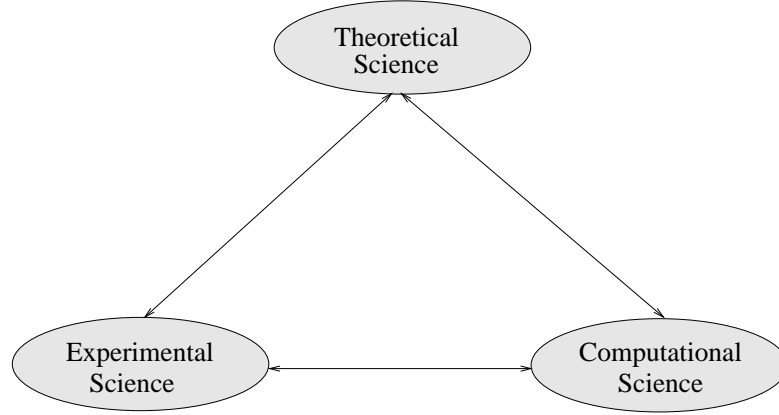 Theoretical
Science
Experimental
Science
Computational
Science